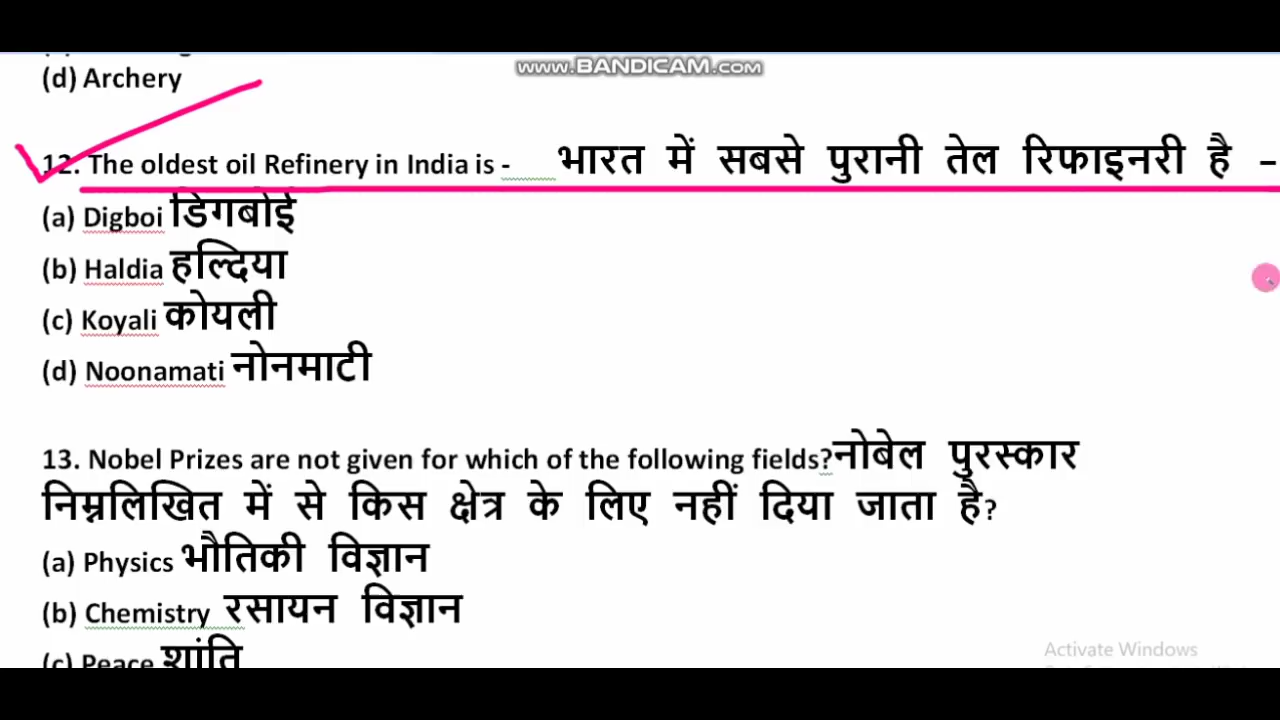 www.BANDICAM.com
(d) Archery
12. The oldest oil Refinery in India is - भारत में सबसे पुरानी तेल रिफाइनरी है –
(a) Digboi डिगबोई
(b) Haldia हल्दिया
(c) Koyali कोयली
(d) Noonamati नोनमाटी
13. Nobel Prizes are not given for which of the following fields?नोबेल पुरस्कार
निम्नलिखित में से किस क्षेत्र के लिए नहीं दिया जाता है?
(a) Physics भौतिकी विज्ञान
(b) Chemistry रसायन विज्ञान
(c) Peace शांति
Activate Windows